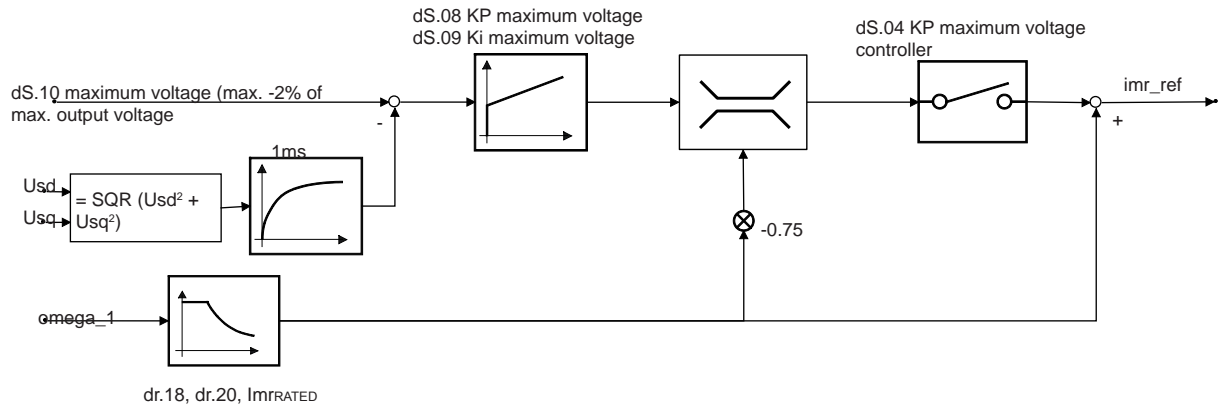 dS.08 KP maximum voltage
dS.09 Ki maximum voltage
dS.04 KP maximum voltage
controller
dS.10 maximum voltage (max. -2% of
max. output voltage
imr_ref
-
+
1ms
Usd
Usq
= SQR (Usd² +
Usq²)
-0.75
omega_1
dr.18, dr.20, ImrRATED